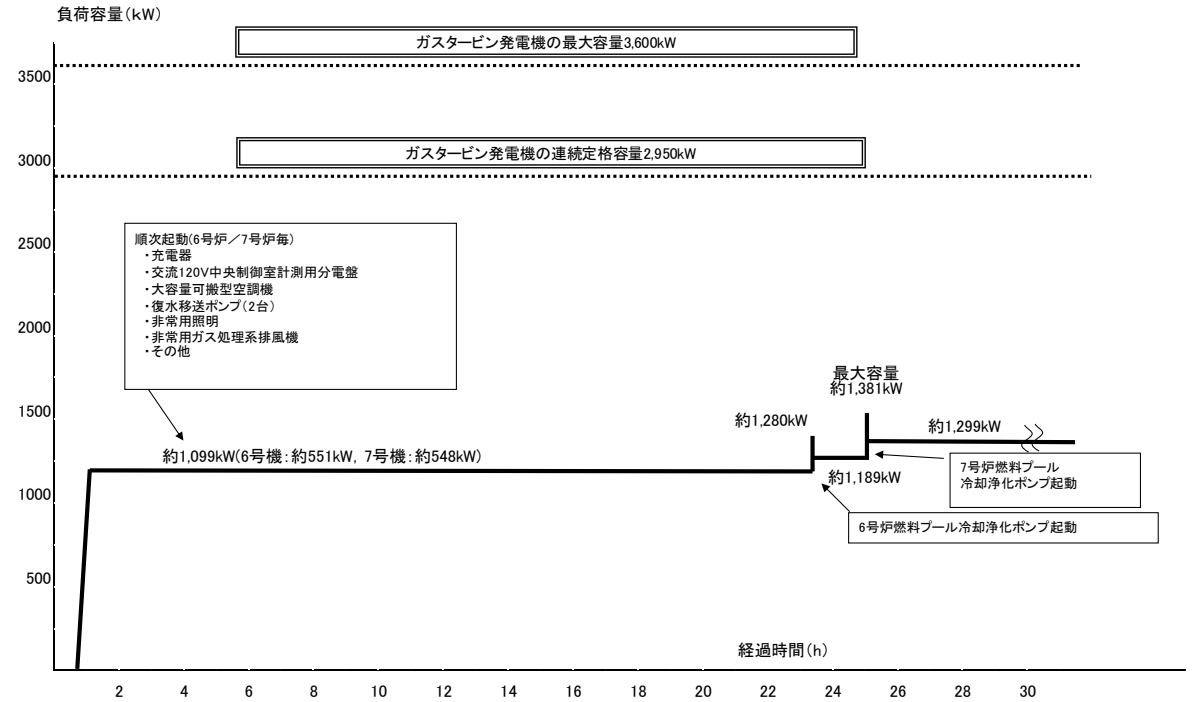 負荷容量(kW)
ガスタービン発電機の最大容量3,600kW
3500
ガスタービン発電機の連続定格容量2,950kW
3000
2500
順次起動(6号炉／7号炉毎)
・充電器
・交流120V中央制御室計測用分電盤
・大容量可搬型空調機
・復水移送ポンプ(2台)
・非常用照明
・非常用ガス処理系排風機
・その他
2000
最大容量
約1,381kW
1500
約1,280kW
約1,299kW
約1,099kW(6号機：約551kW，7号機：約548kW)
約1,189kW
7号炉燃料プール
冷却浄化ポンプ起動
1000
6号炉燃料プール冷却浄化ポンプ起動
500
経過時間(h)
2 4 6 8 10 12 14 16 18 20 22 24 26 28 30